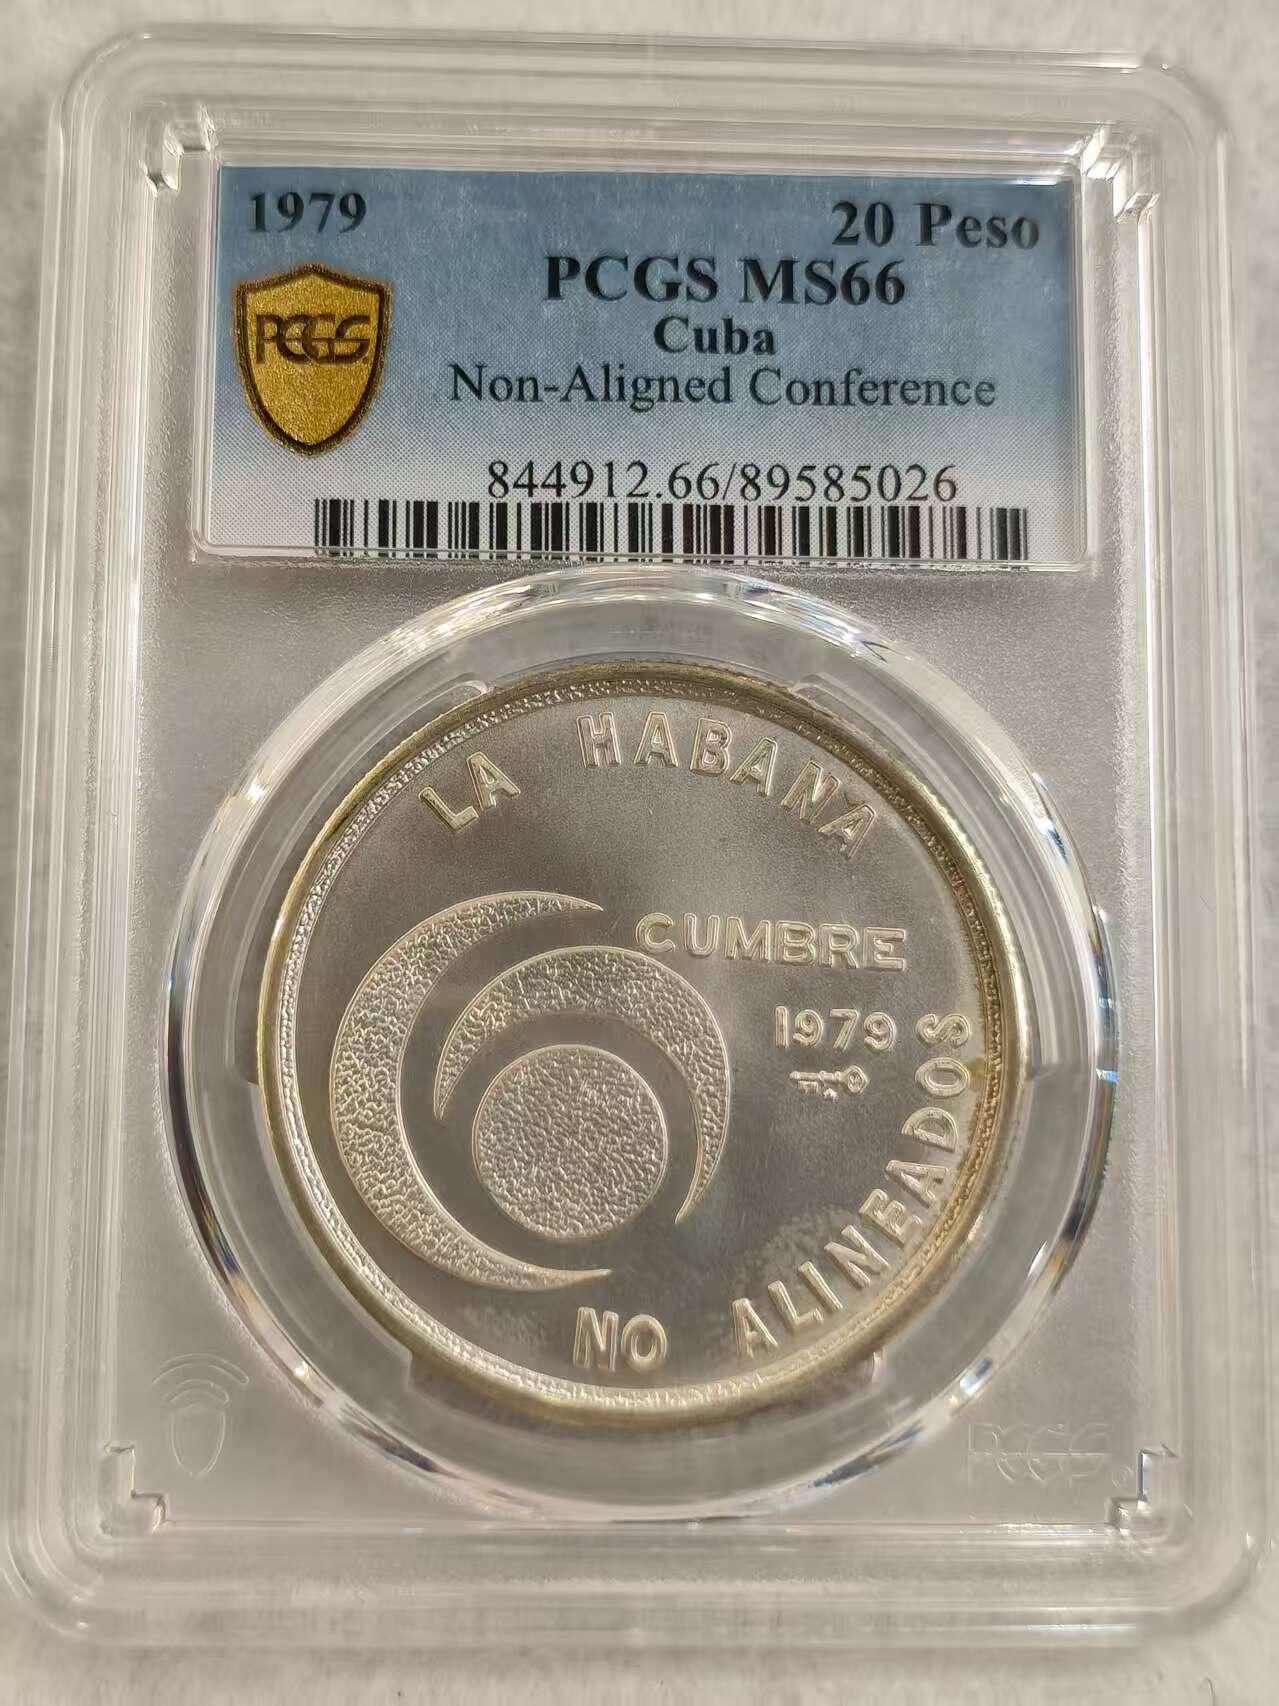 1979
20 Peso
PCGS MS66
PCGS
Cuba
Non-Aligned Conference
844912.66/89585026
LA HABANA
CUMBRE
1979
NO ALINEADOS
PCGS